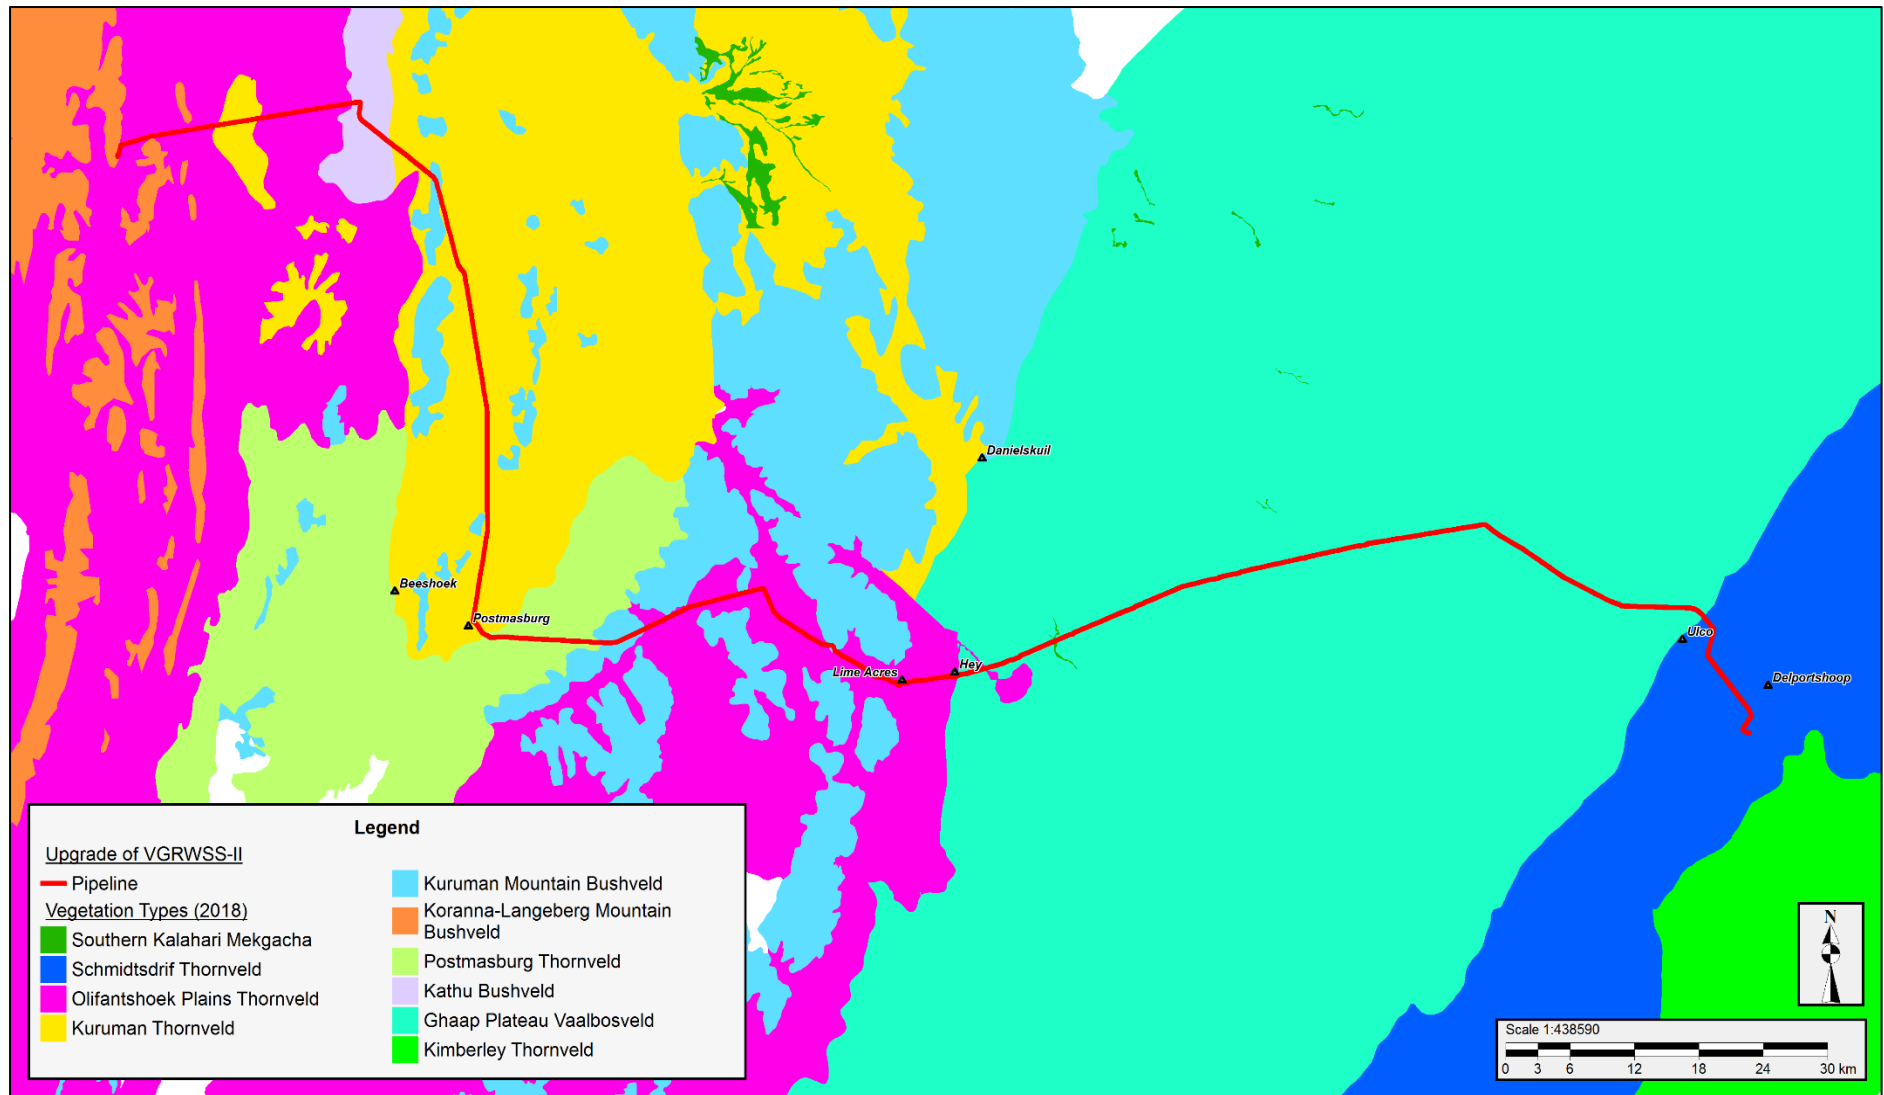 Danielskuil
Beeshoek
Postmasburg
Lime Acres
Hey
Ulco
Delportshoop
Legend
Upgrade of VGRWSS-II
Pipeline
Vegetation Types (2018)
Southern Kalahari Mekgacha
Schmidtsdrif Thornveld
Olifantshoek Plains Thornveld
Kuruman Thornveld
Kuruman Mountain Bushveld
Koranna-Langeberg Mountain
Bushveld
Postmasburg Thornveld
Kathu Bushveld
Ghaap Plateau Vaalbosveld
Kimberley Thornveld
N
Scale 1:438590
0 3 6 12 18 24 30 km